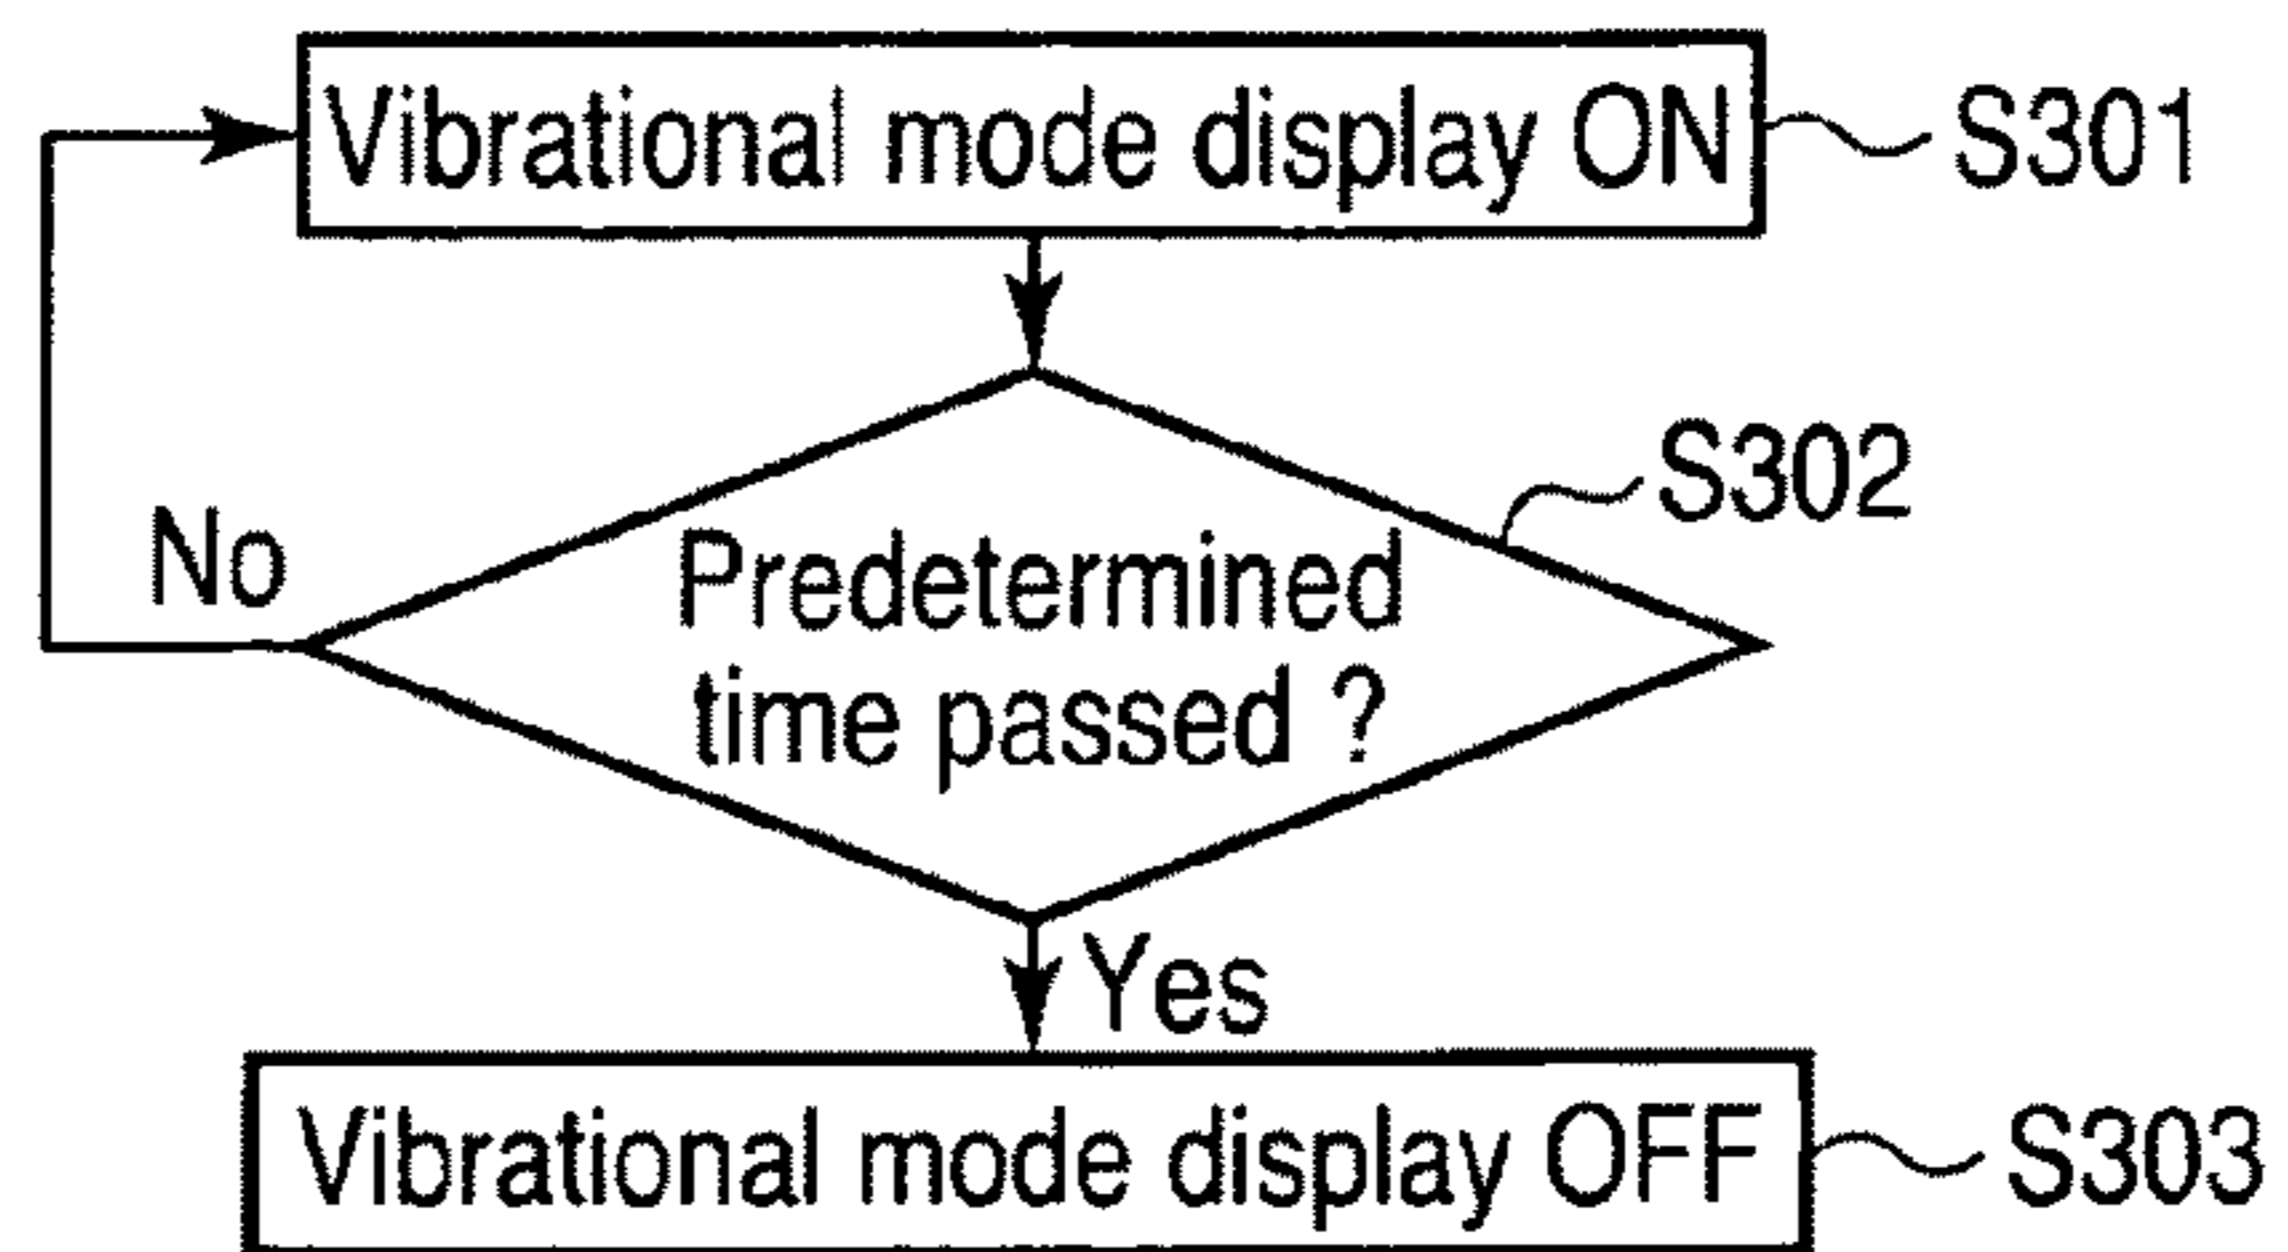 Vibrational mode display ON
S301
S302
No
Predetermined
time passed ?
Yes
Vibrational mode display OFF
S303